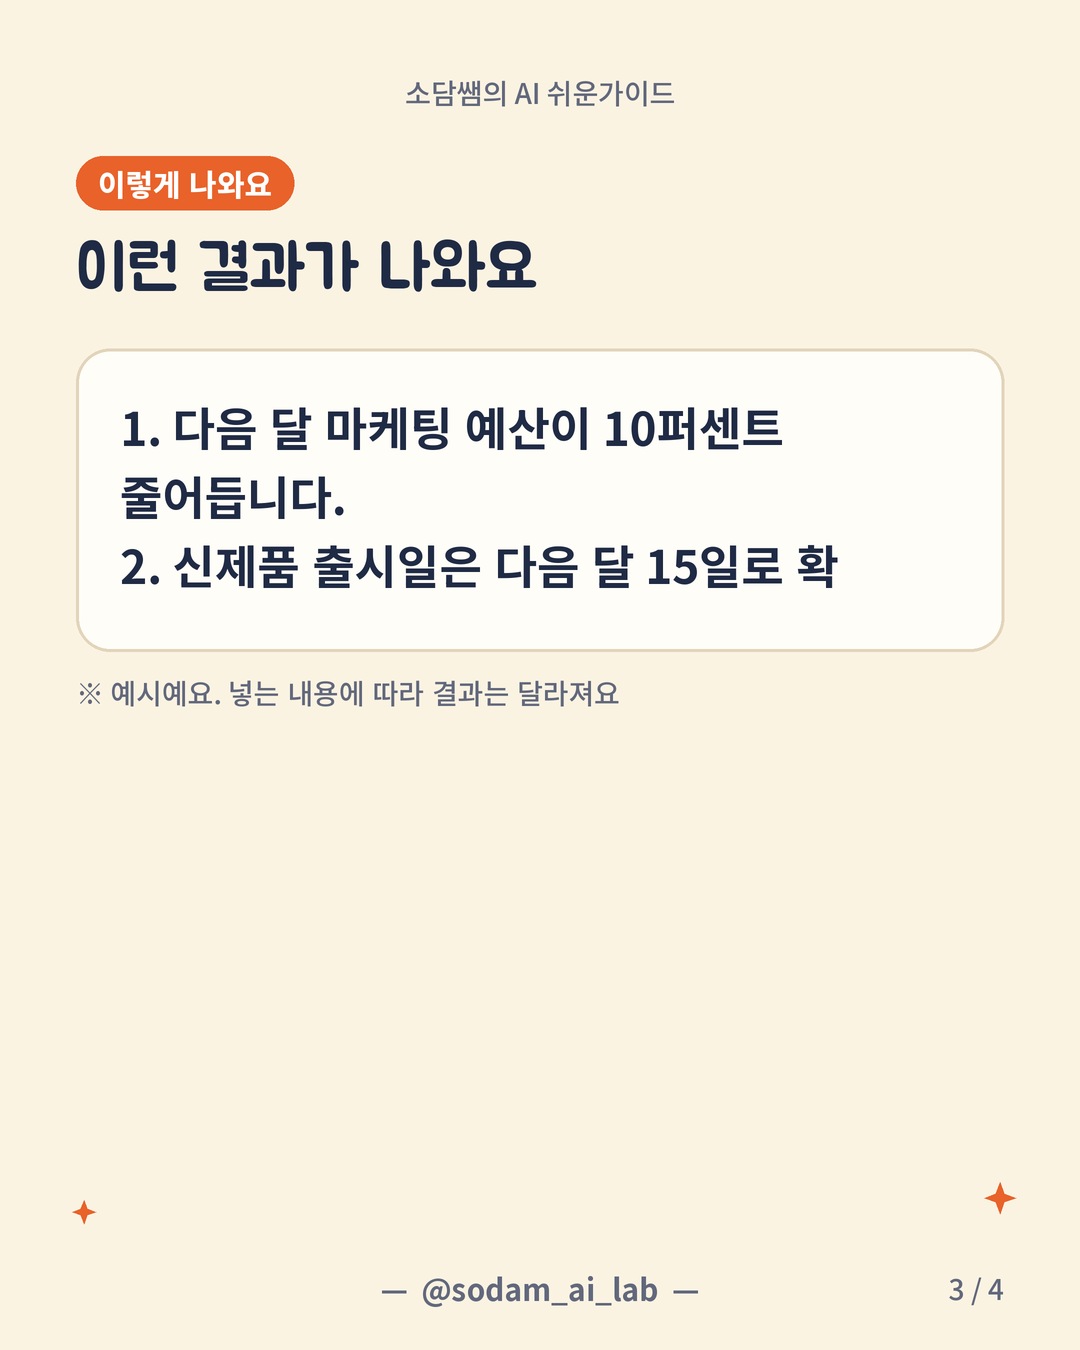 소담쌤의 AI 쉬운가이드
이렇게 나와요
이런 결과가 나와요
1. 다음 달 마케팅 예산이 10퍼센트
줄어듭니다.
2. 신제품 출시일은 다음 달 15일로 확
※ 예시예요. 넣는 내용에 따라 결과는 달라져요
— @sodam_ai_lab —
3 / 4